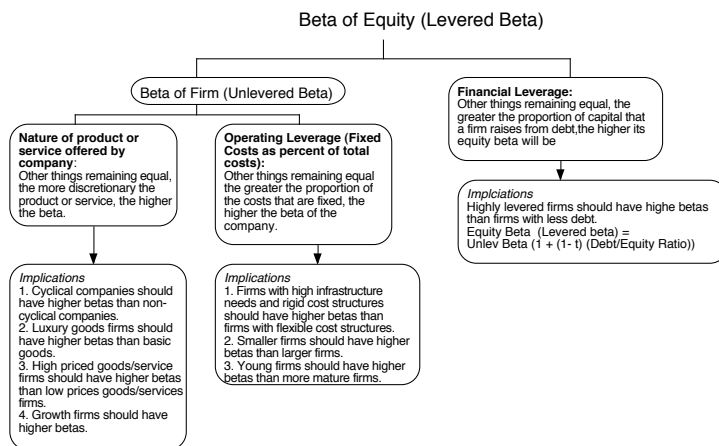 Beta of Equity (Levered Beta)
Beta of Firm (Unlevered Beta)
Nature of product or
service offered by
company:
Other things remaining equal,
the more discretionary the
product or service, the higher
the beta.
Operating Leverage (Fixed
Costs as percent of total
costs):
Other things remaining equal
the greater the proportion of
the costs that are fixed, the
higher the beta of the
company.
Financial Leverage:
Other things remaining equal, the
greater the proportion of capital that
a firm raises from debt,the higher its
equity beta will be
Implications
1. Cyclical companies should
have higher betas than non-
cyclical companies.
2. Luxury goods firms should
have higher betas than basic
goods.
3. High priced goods/service
firms should have higher betas
than low prices goods/services
firms.
4. Growth firms should have
higher betas.
Implications
1. Firms with high infrastructure
needs and rigid cost structures
should have higher betas than
firms with flexible cost structures.
2. Smaller firms should have higher
betas than larger firms.
3. Young firms should have higher
betas than more mature firms.
Implciations
Highly levered firms should have highe betas
than firms with less debt.
Equity Beta (Levered beta) =
Unlev Beta (1 + (1- t) (Debt/Equity Ratio))